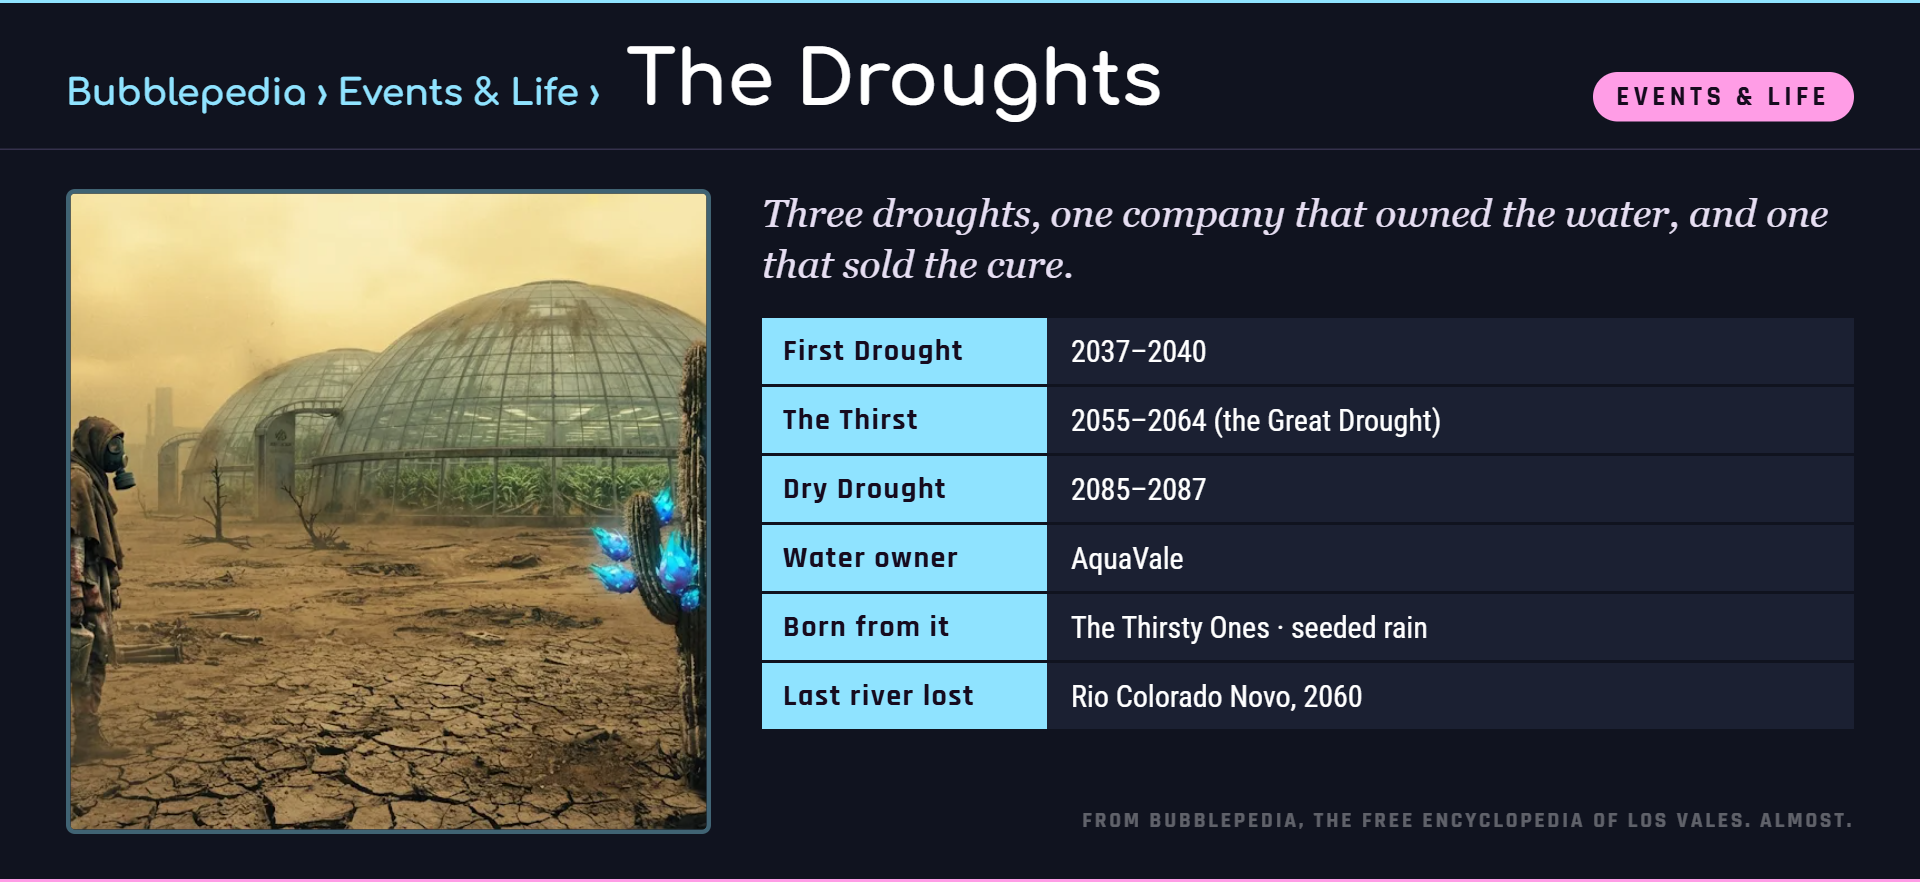 Bubblepedia › Events & Life › The Droughts
EVENTS & LIFE
Three droughts, one company that owned the water, and one
that sold the cure.
First Drought 2037–2040
The Thirst 2055–2064 (the Great Drought)
Dry Drought 2085–2087
Water owner AquaVale
Born from it The Thirsty Ones · seeded rain
Last river lost Rio Colorado Novo, 2060
FROM BUBBLEPEDIA, THE FREE ENCYCLOPEDIA OF LOS VALES. ALMOST.